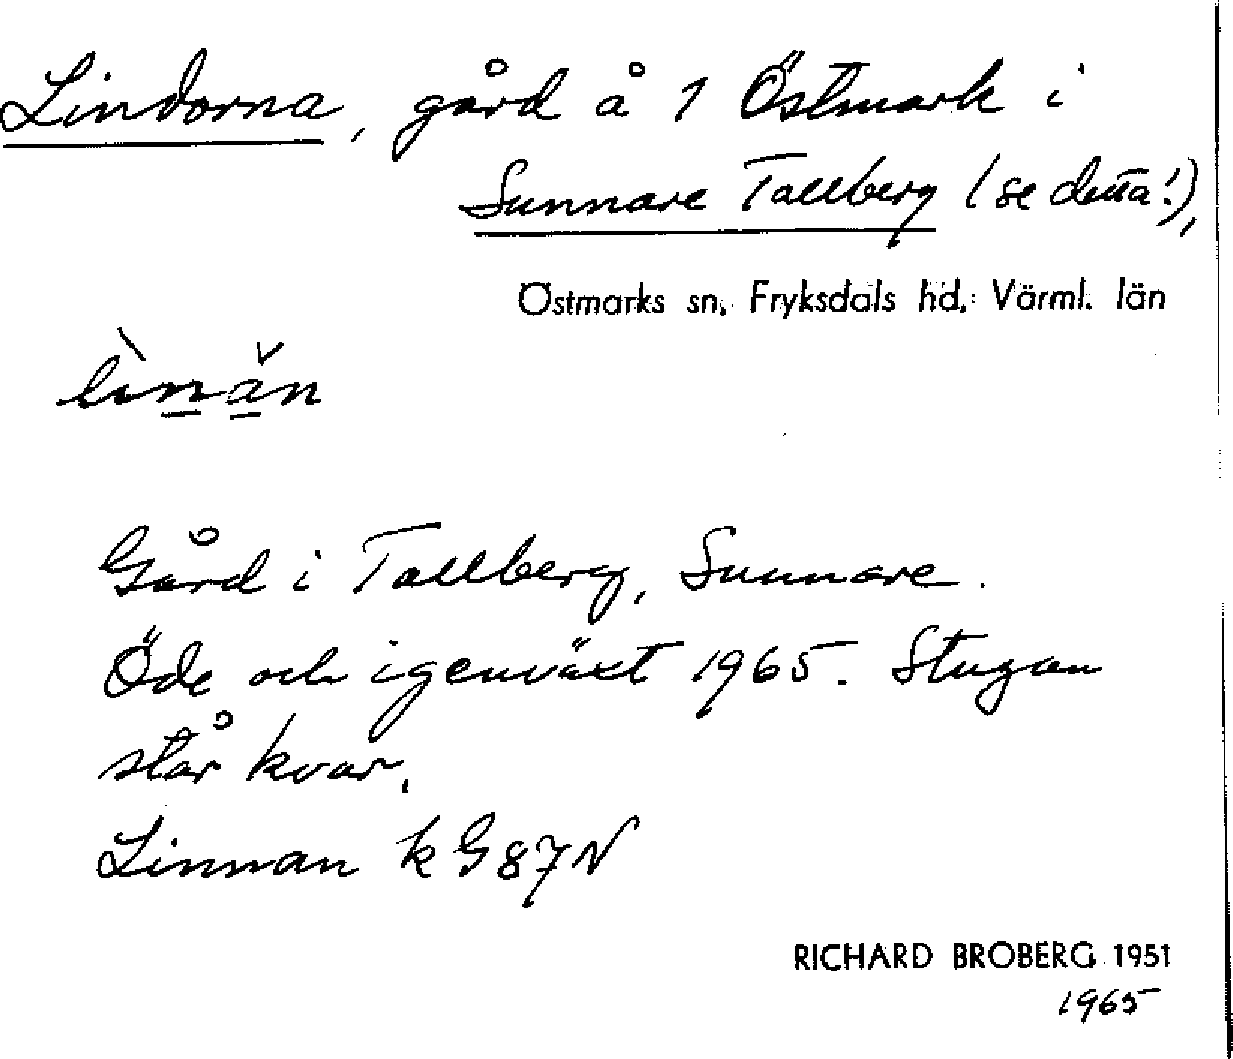 Lindorna, gård å 1 Östmark i
Sunnare Tallberg (se detta!),
Östmarks sn, Fryksdals hd, Värml. län
lìnǎn
Gård i Tallberg, Sunnare.
Öde och igenväxt 1965. Stugan
står kvar.
Linnan k G 87 N
RICHARD BROBERG 1951
1965